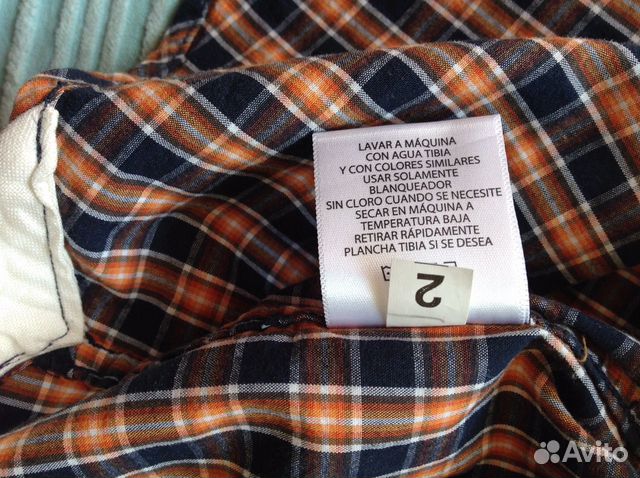 LAVAR A MÁQUINA
CON AGUA TIBIA
Y CON COLORES SIMILARES
USAR SOLAMENTE
BLANQUEADOR
SIN CLORO CUANDO SE NECESITE
SECAR EN MÁQUINA A
TEMPERATURA BAJA
RETIRAR RÁPIDAMENTE
PLANCHA TIBIA SI SE DESEA
2
Avito